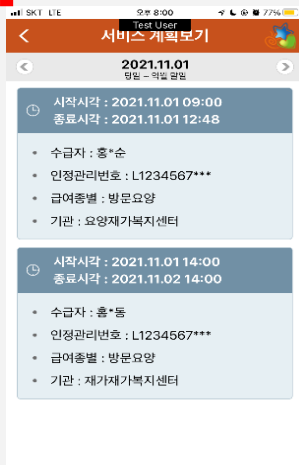 SKT LTE 오후 8:00 77%
Test User
서비스 계획보기
2021.11.01
당일 - 익월 말일
시작시각 : 2021.11.01 09:00
종료시각 : 2021.11.01 12:48
• 수급자 : 홍*순
• 인정관리번호 : L1234567***
• 급여종별 : 방문요양
• 기관 : 요양재가복지센터
시작시각 : 2021.11.01 14:00
종료시각 : 2021.11.02 14:00
• 수급자 : 홍*동
• 인정관리번호 : L1234567***
• 급여종별 : 방문요양
• 기관 : 재가재가복지센터